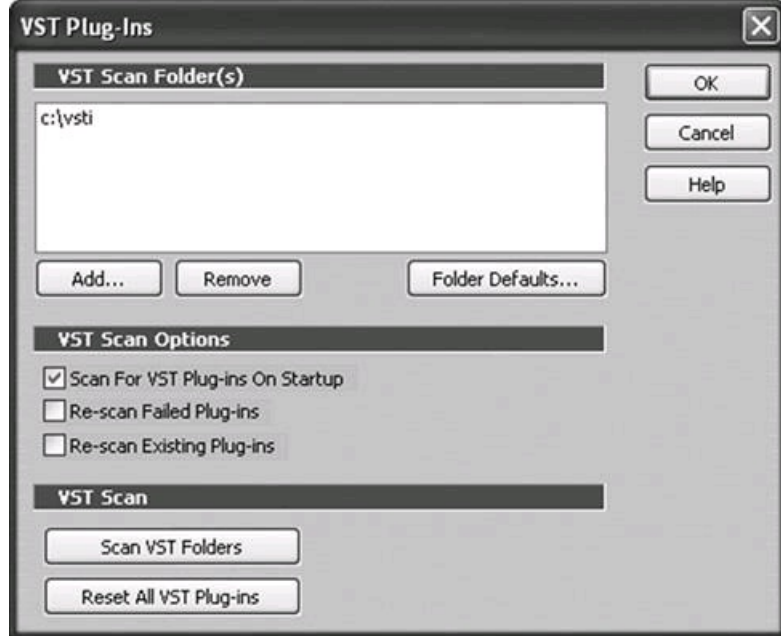 VST Plug-Ins
VST Scan Folder(s)
OK
c:\vsti
Cancel
Help
Add...
Remove
Folder Defaults...
VST Scan Options
Scan For VST Plug-ins On Startup
Re-scan Failed Plug-ins
Re-scan Existing Plug-ins
VST Scan
Scan VST Folders
Reset All VST Plug-ins